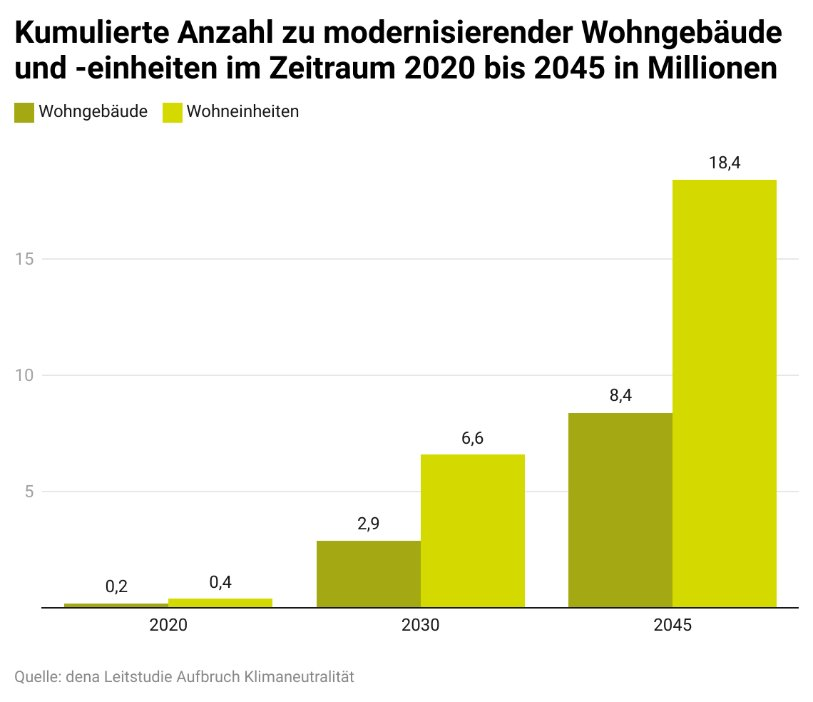 Kumulierte Anzahl zu modernisierender Wohngebäude
und -einheiten im Zeitraum 2020 bis 2045 in Millionen
Wohngebäude Wohneinheiten
18,4
15
10
8,4
6,6
5
2,9
0,2
0,4
2020 2030 2045
Quelle: dena Leitstudie Aufbruch Klimaneutralität